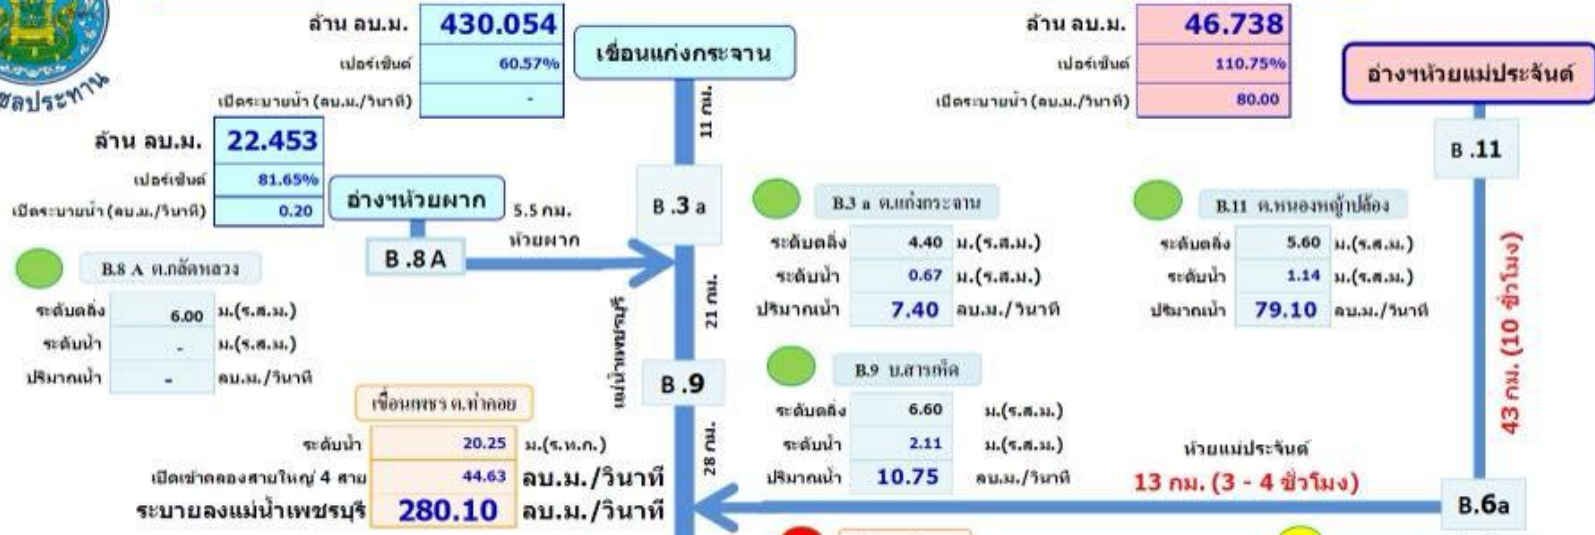 ชลประทาน
ล้าน ลบ.ม. 430.054
เปอร์เซ็นต์ 60.57%
เปิดระบายน้ำ (ลบ.ม./วินาที) -
เขื่อนแก่งกระจาน
11 กม.
ล้าน ลบ.ม. 46.738
เปอร์เซ็นต์ 110.75%
เปิดระบายน้ำ (ลบ.ม./วินาที) 80.00
อ่างฯห้วยแม่ประจันต์
B .11
ล้าน ลบ.ม. 22.453
เปอร์เซ็นต์ 81.65%
เปิดระบายน้ำ (ลบ.ม./วินาที) 0.20
อ่างฯห้วยผาก
5.5 กม.
ห้วยผาก
B .8 A
B .3 a
B.8 A ต.กลัดหลวง
ระดับตลิ่ง 6.00 ม.(ร.ส.ม.)
ระดับน้ำ - ม.(ร.ส.ม.)
ปริมาณน้ำ - ลบ.ม./วินาที
B.3 a ต.แก่งกระจาน
ระดับตลิ่ง 4.40 ม.(ร.ส.ม.)
ระดับน้ำ 0.67 ม.(ร.ส.ม.)
ปริมาณน้ำ 7.40 ลบ.ม./วินาที
B.11 ต.หนองหญ้าปล้อง
ระดับตลิ่ง 5.60 ม.(ร.ส.ม.)
ระดับน้ำ 1.14 ม.(ร.ส.ม.)
ปริมาณน้ำ 79.10 ลบ.ม./วินาที
แม่น้ำเพชรบุรี
21 กม.
B .9
28 กม.
B.9 บ.สารเห็ด
ระดับตลิ่ง 6.60 ม.(ร.ส.ม.)
ระดับน้ำ 2.11 ม.(ร.ส.ม.)
ปริมาณน้ำ 10.75 ลบ.ม./วินาที
เขื่อนเพชร ต.ท่าคอย
ระดับน้ำ 20.25 ม.(ร.ท.ก.)
เปิดเข้าคลองสายใหญ่ 4 สาย 44.63 ลบ.ม./วินาที
ระบายลงแม่น้ำเพชรบุรี 280.10 ลบ.ม./วินาที
43 กม. (10 ชั่วโมง)
ห้วยแม่ประจันต์
13 กม. (3 - 4 ชั่วโมง)
B.6a